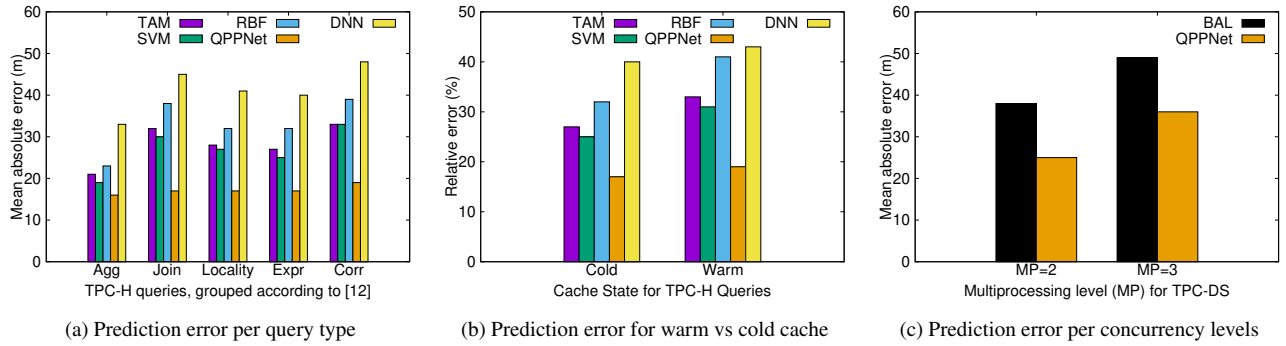 Mean absolute error (m)
60
50
40
30
20
10
0
TAM RBF DNN
SVM QPPNet
Agg Join Locality Expr Corr
TPC-H queries, grouped according to [12]
(a) Prediction error per query type
Relative error (%)
50
40
30
20
10
0
TAM RBF DNN
SVM QPPNet
Cold Warm
Cache State for TPC-H Queries
(b) Prediction error for warm vs cold cache
Mean absolute error (m)
60
50
40
30
20
10
0
BAL
QPPNet
MP=2 MP=3
Multiprocessing level (MP) for TPC-DS
(c) Prediction error per concurrency levels